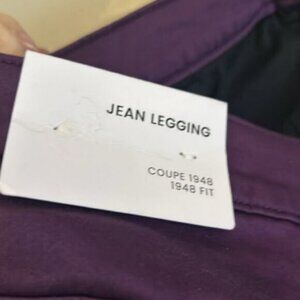 JEAN LEGGING
COUPE 1948
1948 FIT